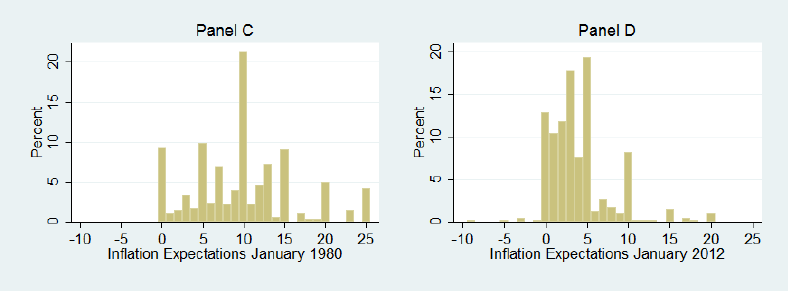 Panel C
Percent
20
15
10
5
0
-10 -5 0 5 10 15 20 25
Inflation Expectations January 1980
Panel D
Percent
20
15
10
5
0
-10 -5 0 5 10 15 20 25
Inflation Expectations January 2012